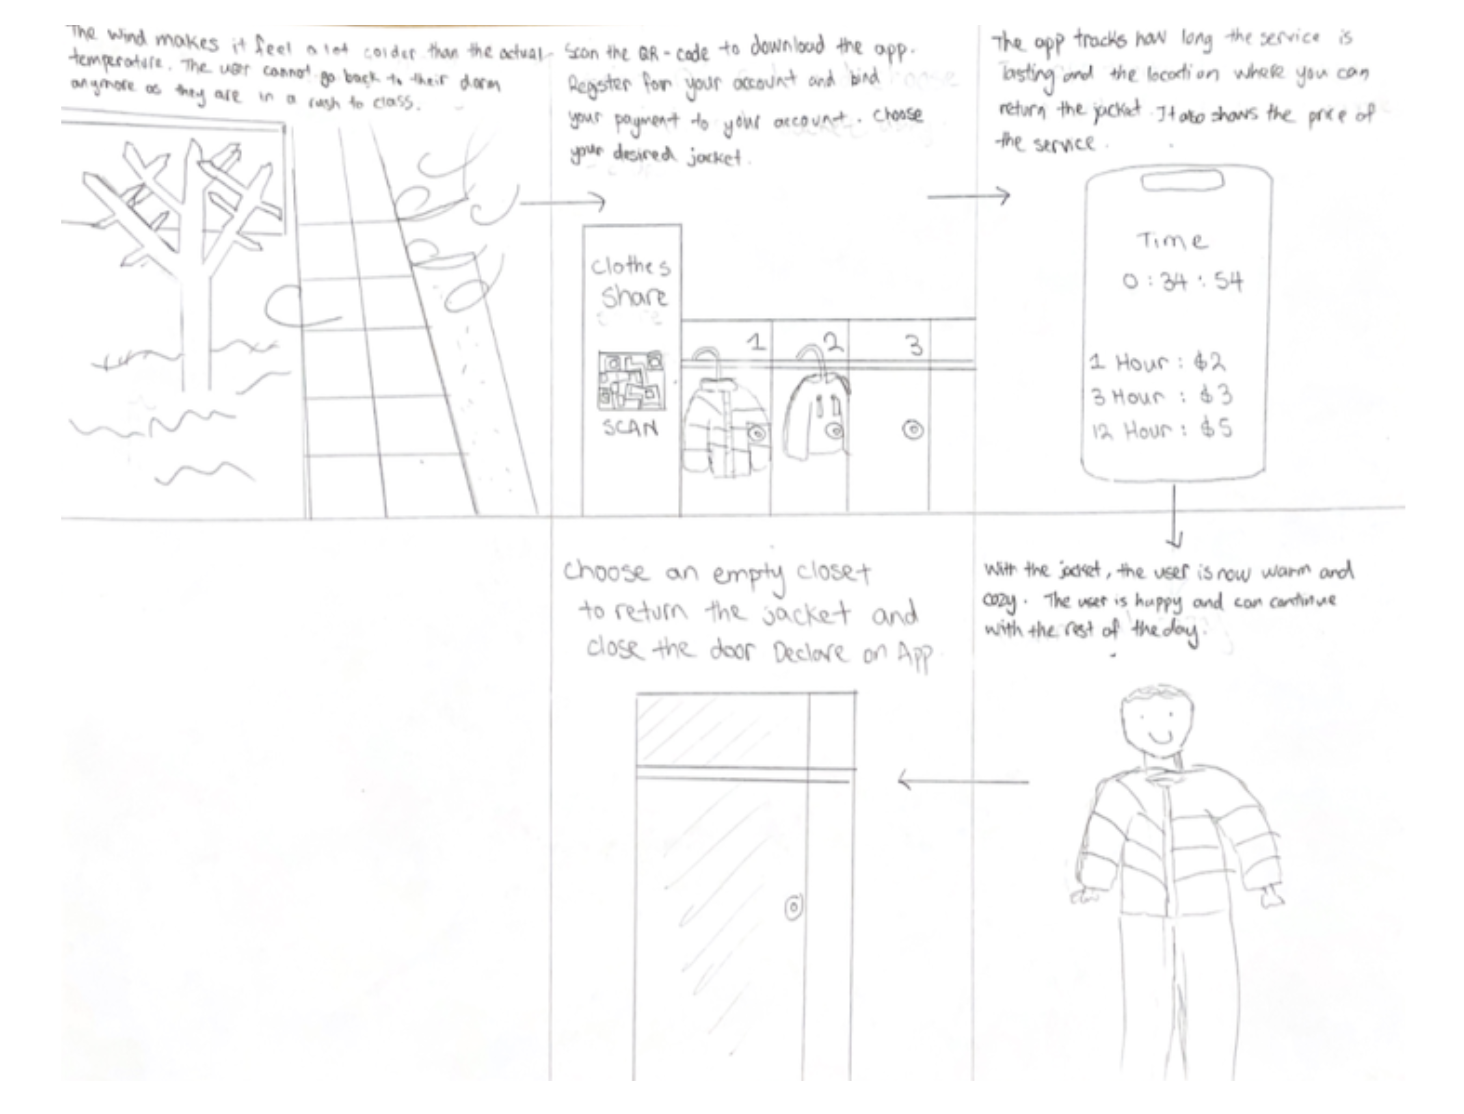 The wind makes it feel a lot colder than the actual
temperature. The user cannot go back to their dorm
anymore as they are in a rush to class.
Scan the QR-code to download the app.
Register for your account and bind
your payment to your account. Choose
your desired jacket.
Clothes
Share
SCAN
1
2
3
The app tracks how long the service is
lasting and the location where you can
return the jacket. It also shows the price of
the service.
Time
0:34:54
1 Hour: $2
3 Hour: $3
12 Hour: $5
With the jacket, the user is now warm and
cozy. The user is happy and can continue
with the rest of the day.
Choose an empty closet
to return the jacket and
close the door Declare on App.